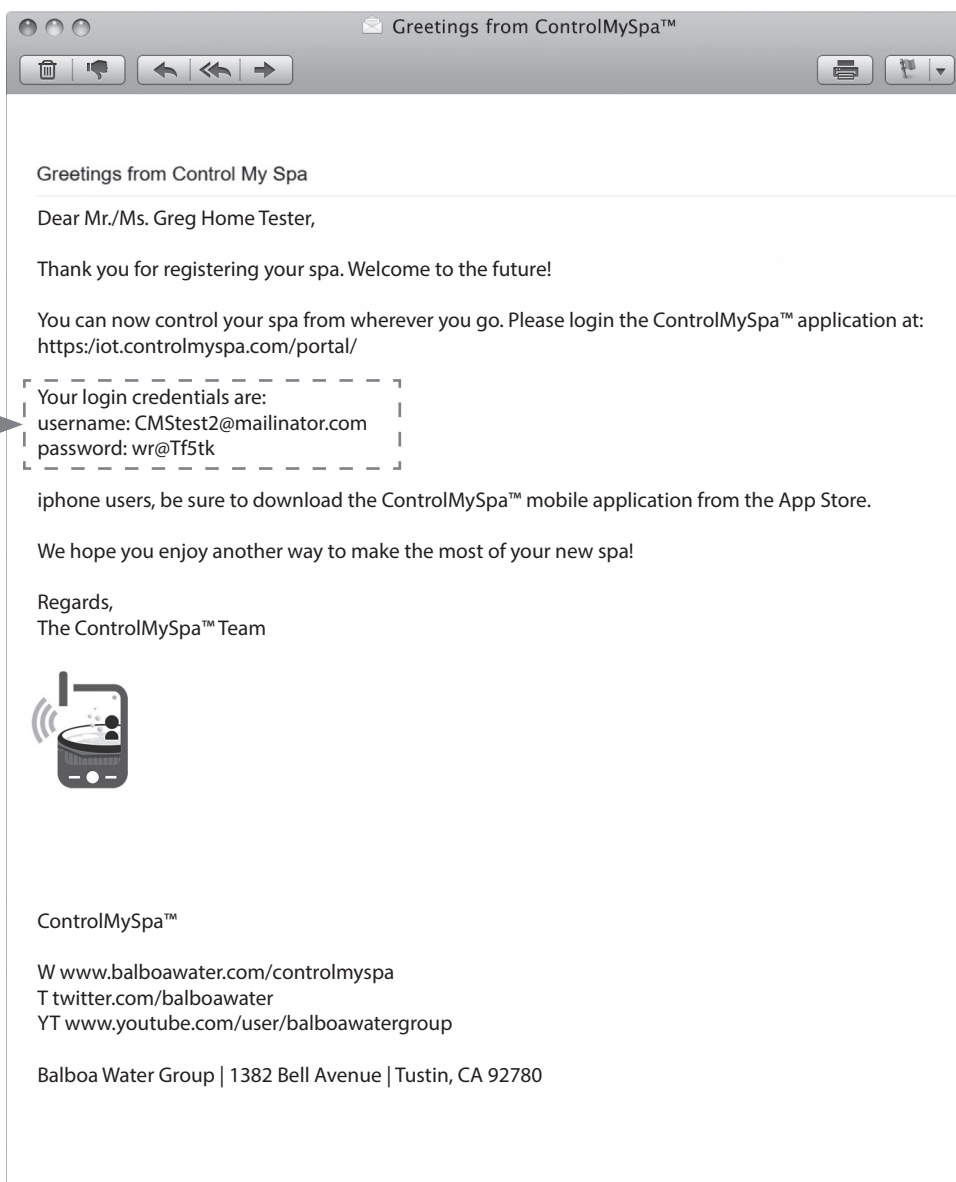 Greetings from ControlMySpa™
Greetings from Control My Spa
Dear Mr./Ms. Greg Home Tester,
Thank you for registering your spa. Welcome to the future!
You can now control your spa from wherever you go. Please login the ControlMySpa™ application at:
https:/iot.controlmyspa.com/portal/
Your login credentials are:
username: CMStest2@mailinator.com
password: wr@Tf5tk
iphone users, be sure to download the ControlMySpa™ mobile application from the App Store.
We hope you enjoy another way to make the most of your new spa!
Regards,
The ControlMySpa™ Team
ControlMySpa™
W www.balboawater.com/controlmyspa
T twitter.com/balboawater
YT www.youtube.com/user/balboawatergroup
Balboa Water Group | 1382 Bell Avenue | Tustin, CA 92780